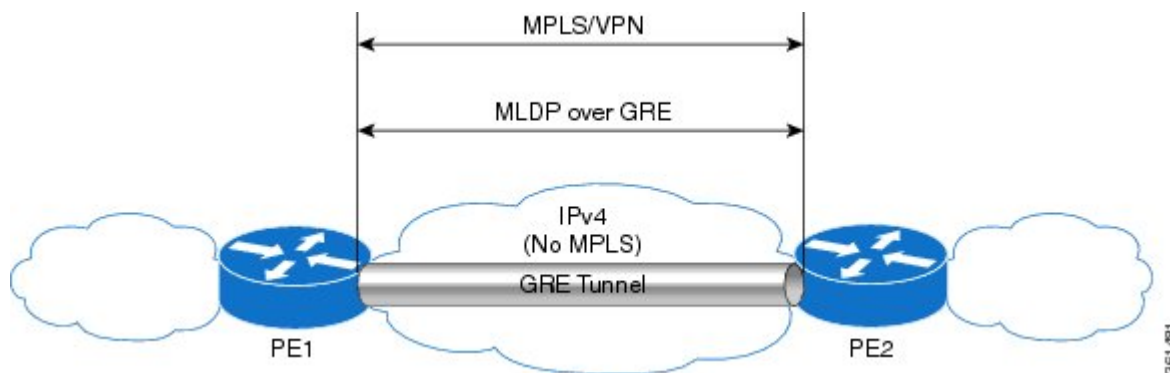 MPLS/VPN
MLDP over GRE
IPv4
(No MPLS)
GRE Tunnel
PE1
PE2